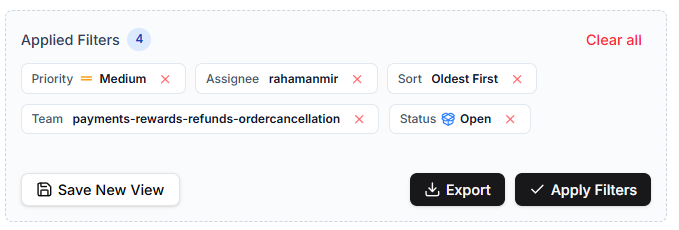 Applied Filters 4 Clear all
Priority Medium Assignee rahamanmir Sort Oldest First
Team payments-rewards-refunds-ordercancellation Status Open
Save New View Export Apply Filters